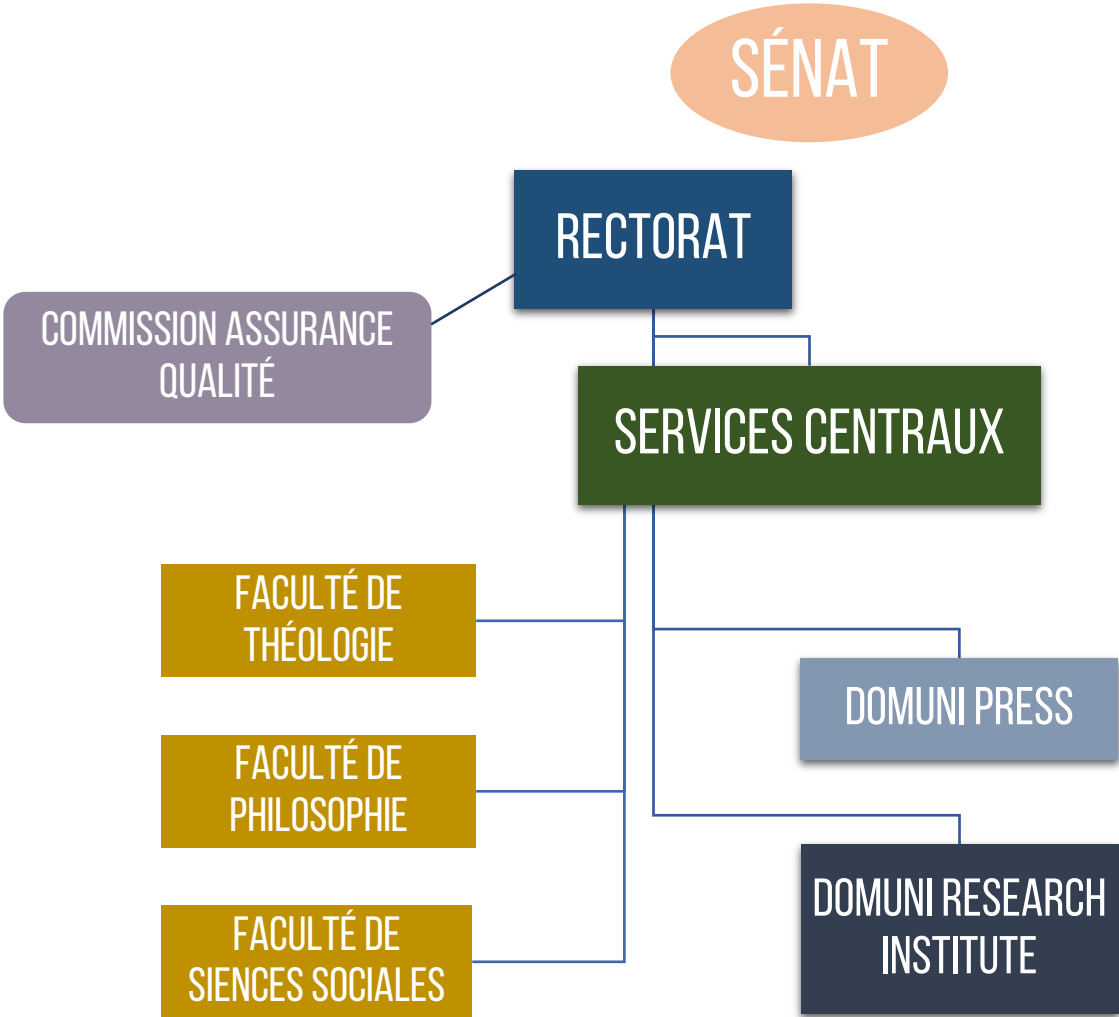 SÉNAT
RECTORAT
COMMISSION ASSURANCE
QUALITÉ
SERVICES CENTRAUX
FACULTÉ DE
THÉOLOGIE
DOMUNI PRESS
FACULTÉ DE
PHILOSOPHIE
DOMUNI RESEARCH
INSTITUTE
FACULTÉ DE
SIENCES SOCIALES